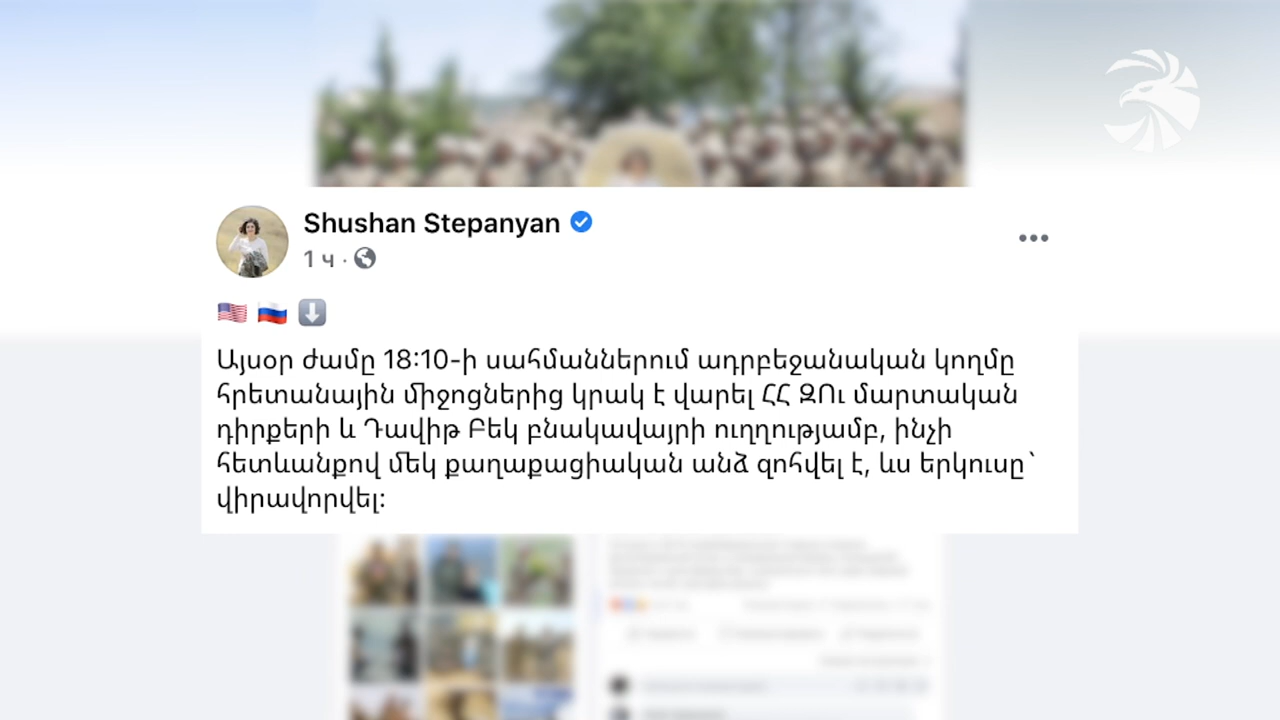 Shushan Stepanyan
1 ч ·
Այսօր ժամը 18:10-ի սահմաններում ադրբեջանական կողմը
հրետանային միջոցներից կրակ է վարել ՀՀ ԶՈւ մարտական
դիրքերի և Դավիթ Բեկ բնակավայրի ուղղությամբ, ինչի
հետևանքով մեկ քաղաքացիական անձ զոհվել է, ևս երկուսը`
վիրավորվել: